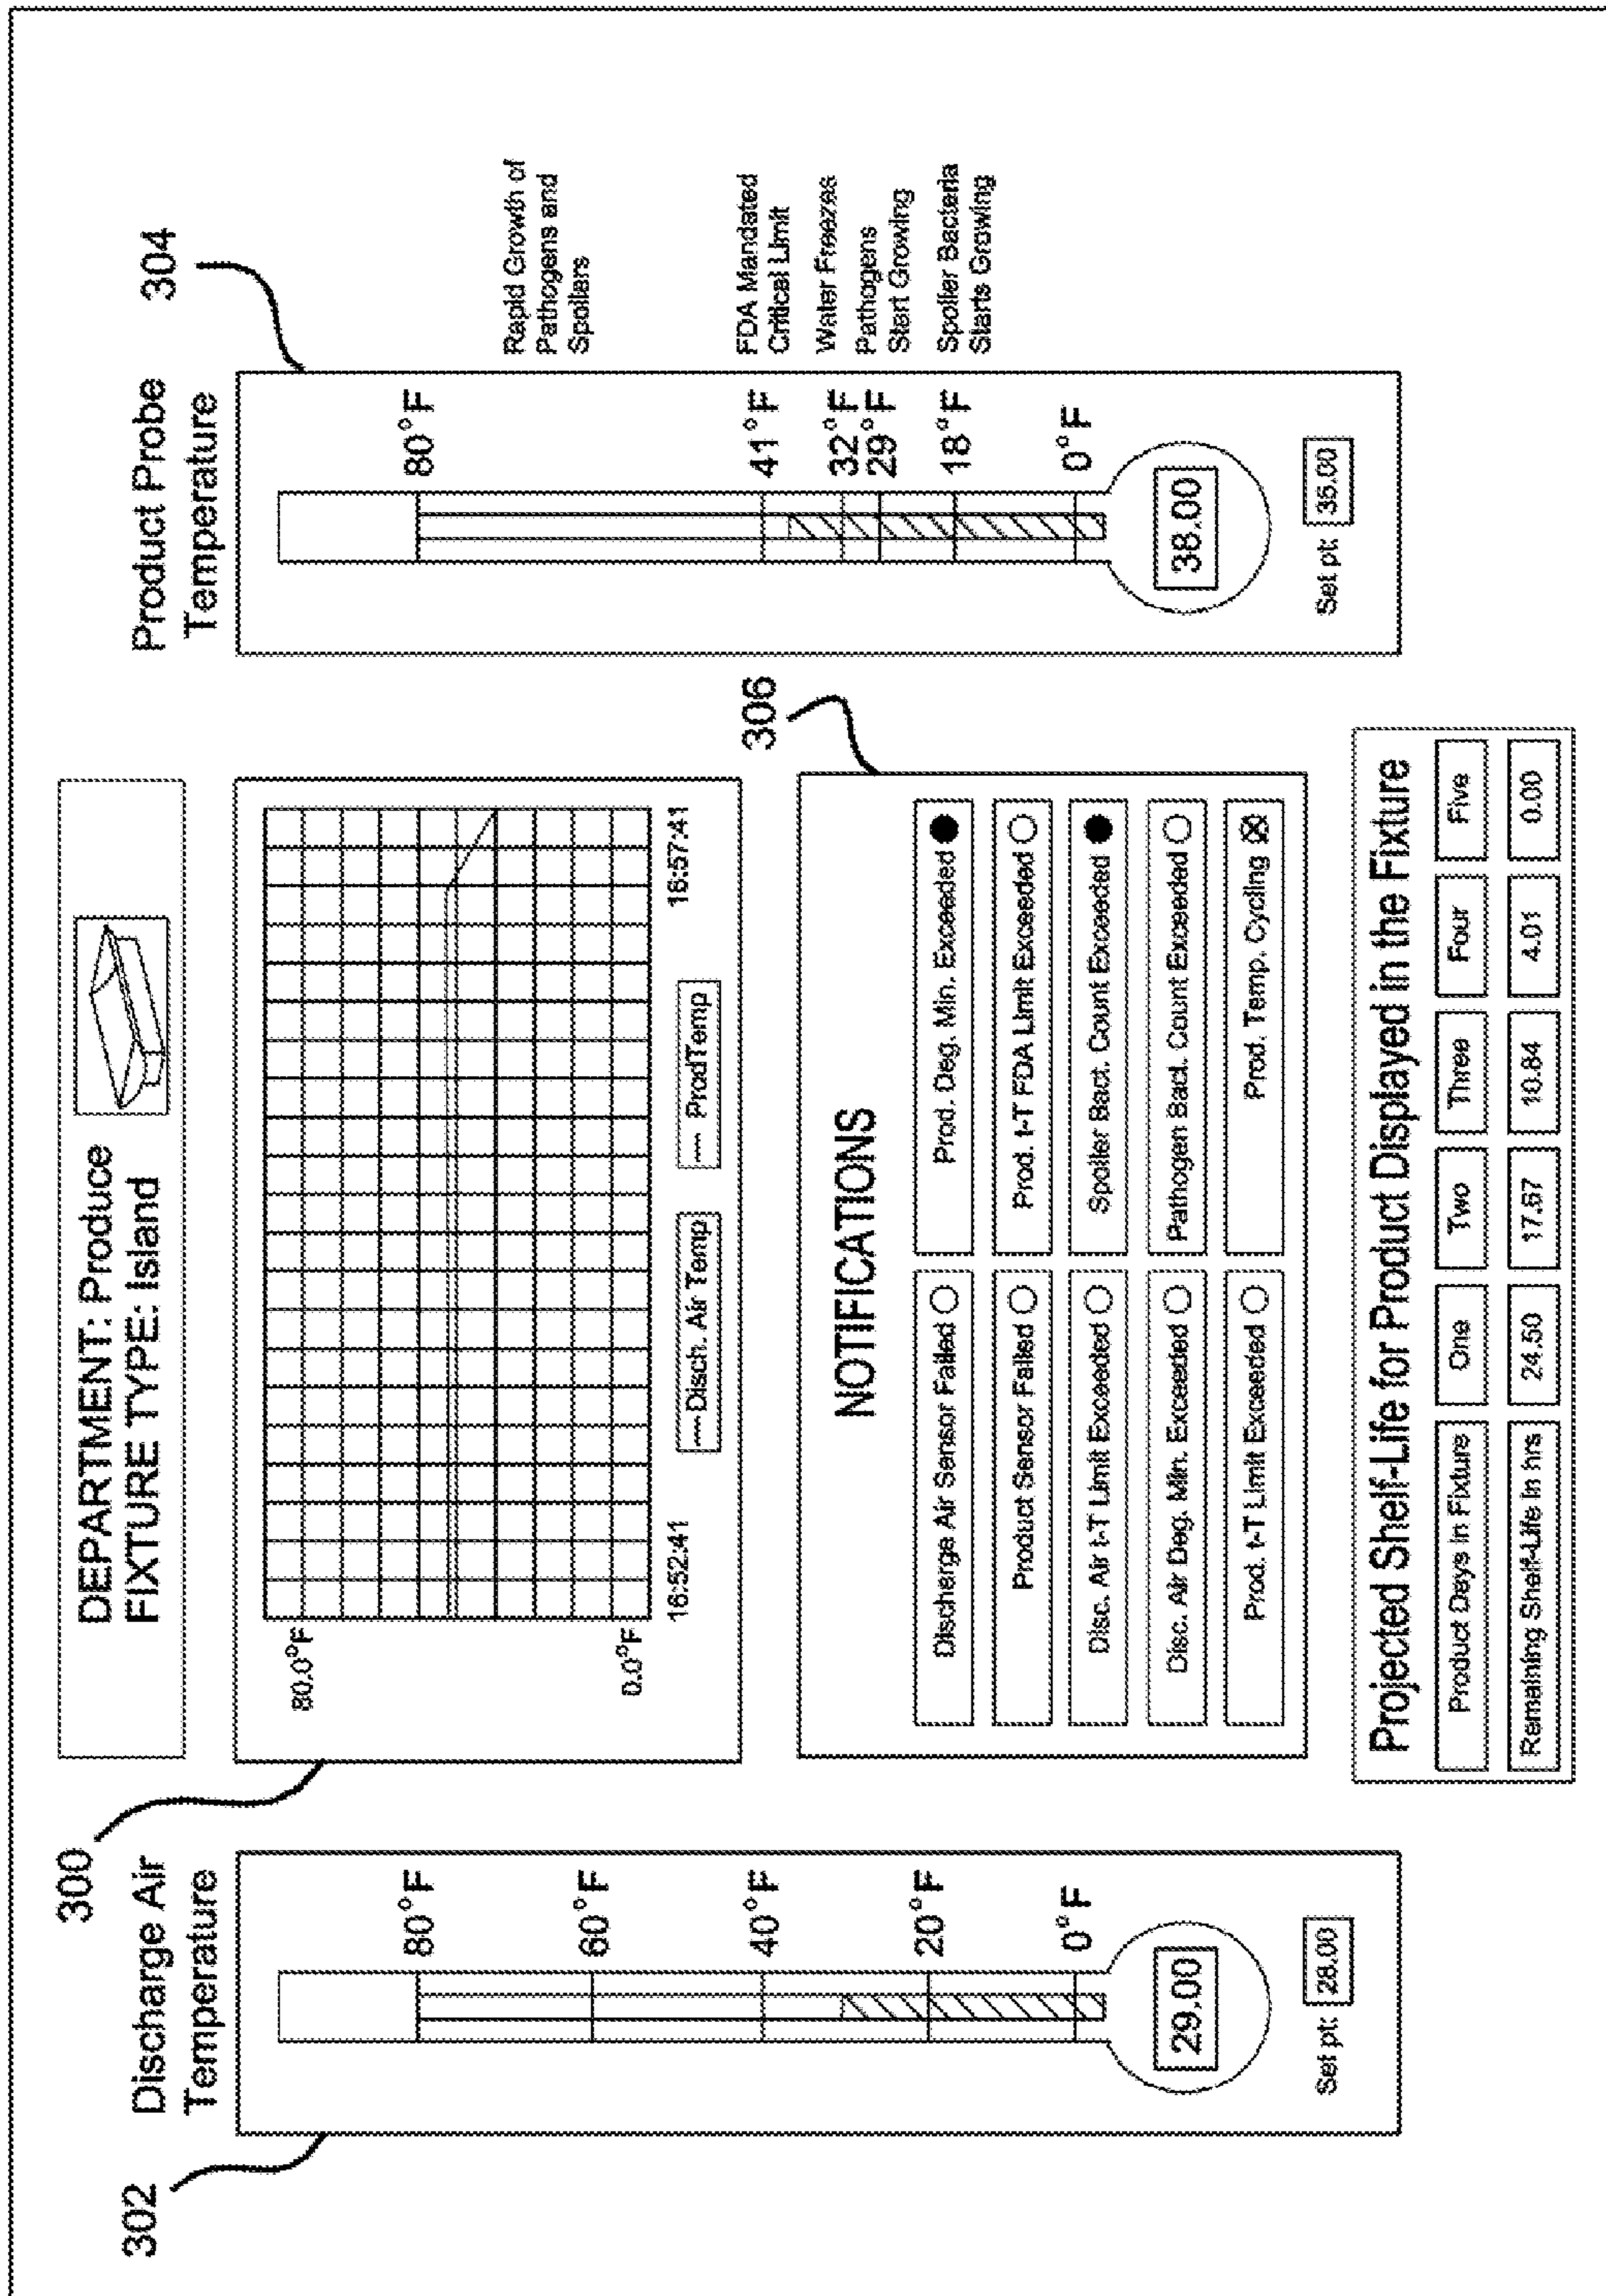 300
302
304
306
Discharge Air
Temperature
80°F
60°F
40°F
20°F
0°F
29.00
Set pt: 28.00
DEPARTMENT: Produce
FIXTURE TYPE: Island
80.0°F
0.0°F
16:52:41
16:57:41
---- Disch. Air Temp
---- ProdTemp
NOTIFICATIONS
Discharge Air Sensor Failed
Prod. Deg. Min. Exceeded
Product Sensor Failed
Prod. t-T FDA Limit Exceeded
Disc. Air t-T Limit Exceeded
Spoiler Bact. Count Exceeded
Disc. Air Deg. Min. Exceeded
Pathogen Bact. Count Exceeded
Prod. t-T Limit Exceeded
Prod. Temp. Cycling
Projected Shelf-Life for Product Displayed in the Fixture
Product Days in Fixture One Two Three Four Five
Remaining Shelf-Life in hrs 24.50 17.67 10.84 4.01 0.00
Product Probe
Temperature
80°F
41°F
32°F
29°F
18°F
0°F
38.00
Set pt: 35.00
Rapid Growth of
Pathogens and
Spoilers
FDA Mandated
Critical Limit
Water Freezes
Pathogens
Start Growing
Spoiler Bacteria
Starts Growing